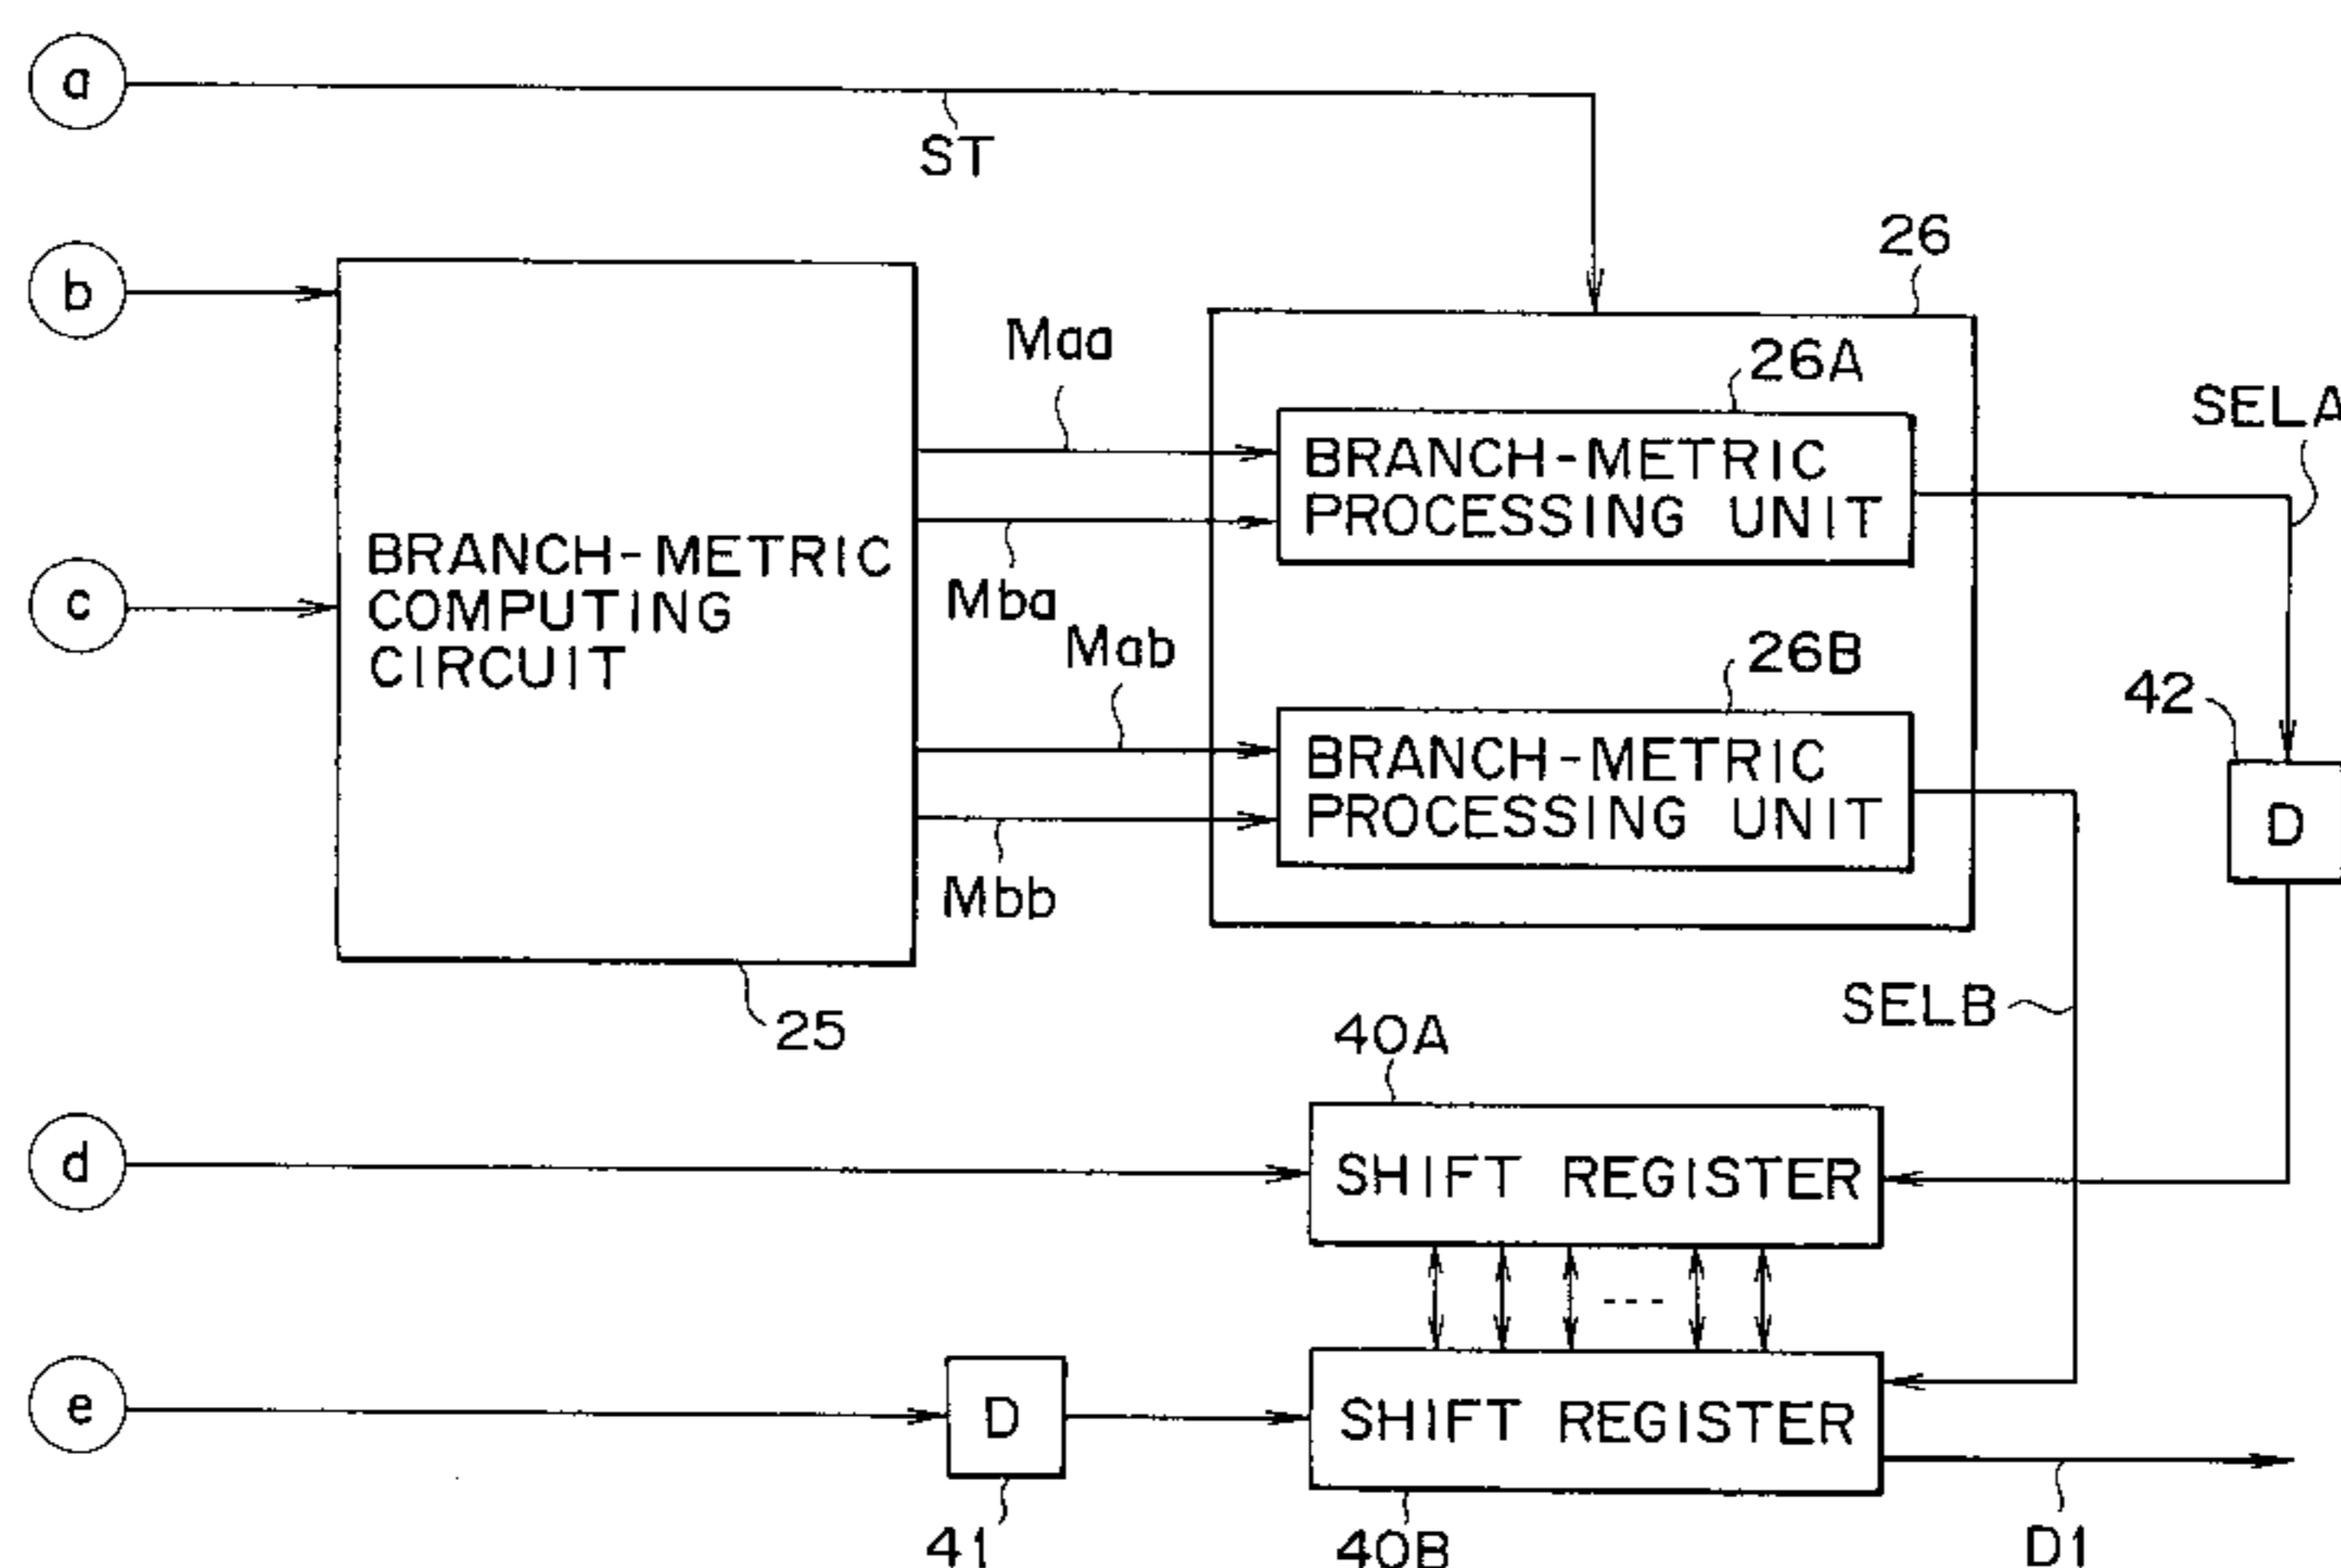 a
ST
b
26
Maa
26A
SELA
BRANCH-METRIC
PROCESSING UNIT
BRANCH-METRIC
COMPUTING
CIRCUIT
c
Mba
Mab
26B
42
BRANCH-METRIC
PROCESSING UNIT
D
Mbb
25
SELB
40A
d
SHIFT REGISTER
---
e
D
SHIFT REGISTER
41
40B
D1